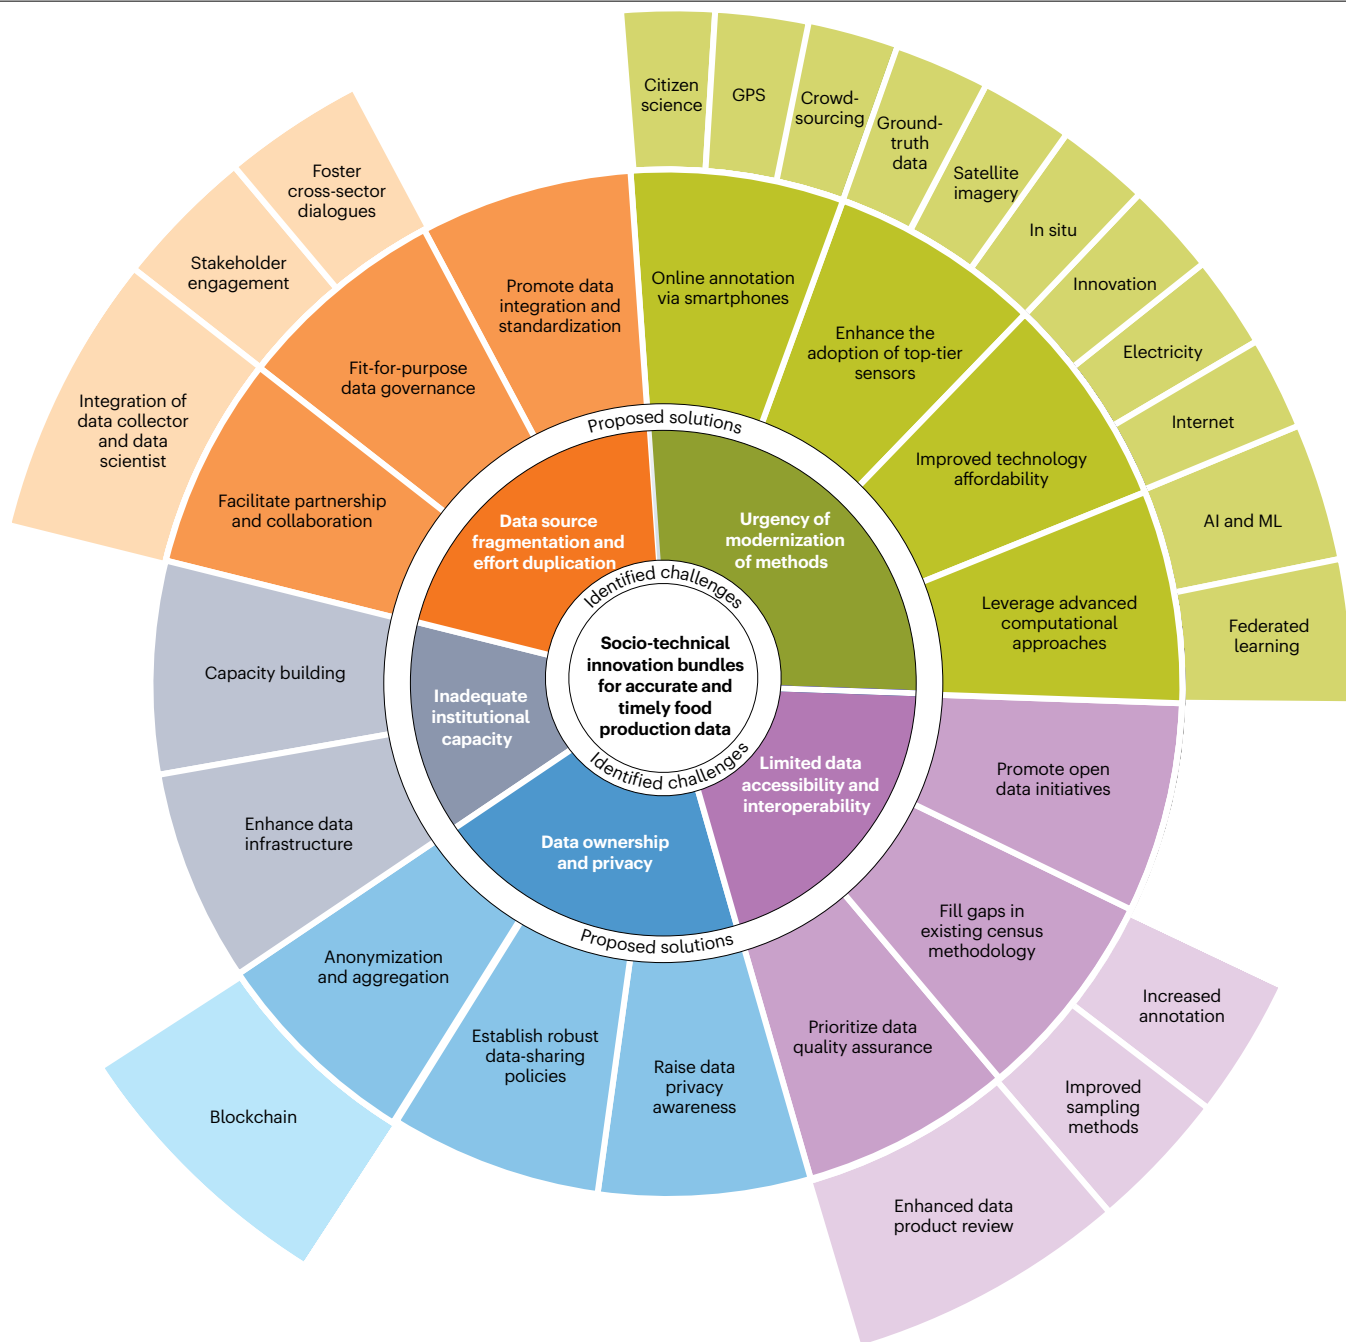 Socio-technical
innovation bundles
for accurate and
timely food
production data
Identified challenges
Identified challenges
Urgency of
modernization
of methods
Limited data
accessibility and
interoperability
Data ownership
and privacy
Inadequate
institutional
capacity
Data source
fragmentation and
effort duplication
Proposed solutions
Proposed solutions
Online annotation
via smartphones
Enhance the
adoption of top-tier
sensors
Improved technology
affordability
Leverage advanced
computational
approaches
Promote open
data initiatives
Fill gaps in
existing census
methodology
Prioritize data
quality assurance
Raise data
privacy
awareness
Establish robust
data-sharing
policies
Anonymization
and aggregation
Enhance data
infrastructure
Capacity building
Facilitate partnership
and collaboration
Fit-for-purpose
data governance
Promote data
integration and
standardization
Citizen
science
GPS
Crowd-
sourcing
Ground-
truth
data
Satellite
imagery
In situ
Innovation
Electricity
Internet
AI and ML
Federated
learning
Increased
annotation
Improved
sampling
methods
Enhanced data
product review
Blockchain
Integration of
data collector
and data
scientist
Stakeholder
engagement
Foster
cross-sector
dialogues